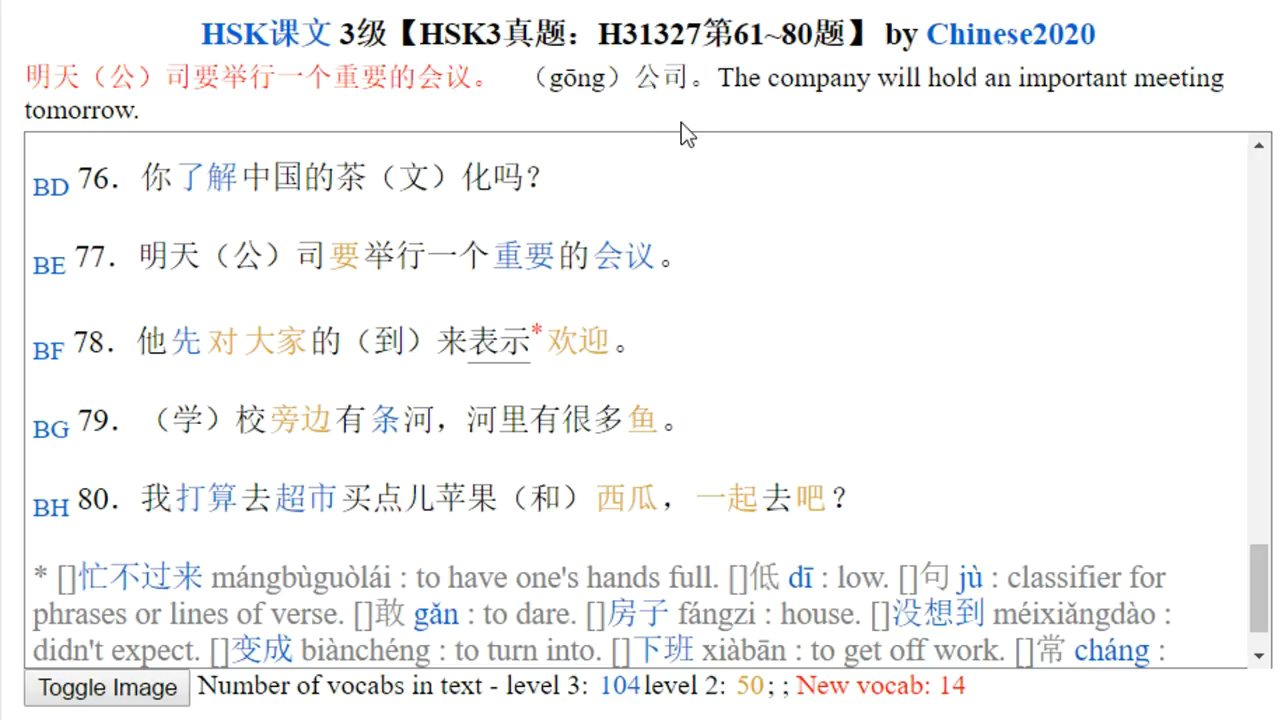 HSK课文 3级【HSK3真题：H31327第61~80题】 by Chinese2020
明天（公）司要举行一个重要的会议。 （gōng）公司。The company will hold an important meeting
tomorrow.
BD 76．你了解中国的茶（文）化吗？
BE 77．明天（公）司要举行一个重要的会议。
BF 78．他先对大家的（到）来表示*欢迎。
BG 79．（学）校旁边有条河，河里有很多鱼。
BH 80．我打算去超市买点儿苹果（和）西瓜，一起去吧？
* []忙不过来 mángbùguòlái : to have one's hands full. []低 dī : low. []句 jù : classifier for
phrases or lines of verse. []敢 gǎn : to dare. []房子 fángzi : house. []没想到 méixiǎngdào :
didn't expect. []变成 biànchéng : to turn into. []下班 xiàbān : to get off work. []常 cháng :
Toggle Image Number of vocabs in text - level 3: 104 level 2: 50; ; New vocab: 14